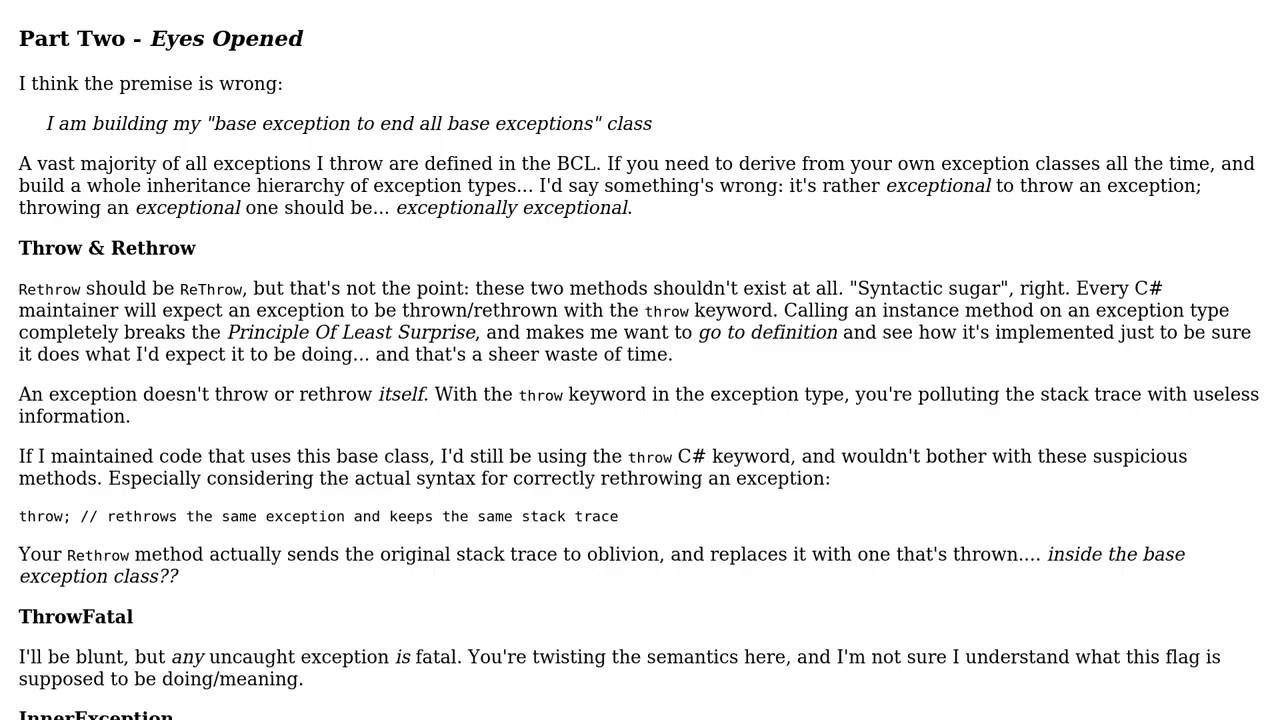 Part Two - Eyes Opened
I think the premise is wrong:
I am building my "base exception to end all base exceptions" class
A vast majority of all exceptions I throw are defined in the BCL. If you need to derive from your own exception classes all the time, and
build a whole inheritance hierarchy of exception types... I'd say something's wrong: it's rather exceptional to throw an exception;
throwing an exceptional one should be... exceptionally exceptional.
Throw & Rethrow
Rethrow should be ReThrow, but that's not the point: these two methods shouldn't exist at all. "Syntactic sugar", right. Every C#
maintainer will expect an exception to be thrown/rethrown with the throw keyword. Calling an instance method on an exception type
completely breaks the Principle Of Least Surprise, and makes me want to go to definition and see how it's implemented just to be sure
it does what I'd expect it to be doing... and that's a sheer waste of time.
An exception doesn't throw or rethrow itself. With the throw keyword in the exception type, you're polluting the stack trace with useless
information.
If I maintained code that uses this base class, I'd still be using the throw C# keyword, and wouldn't bother with these suspicious
methods. Especially considering the actual syntax for correctly rethrowing an exception:
throw; // rethrows the same exception and keeps the same stack trace
Your Rethrow method actually sends the original stack trace to oblivion, and replaces it with one that's thrown.... inside the base
exception class??
ThrowFatal
I'll be blunt, but any uncaught exception is fatal. You're twisting the semantics here, and I'm not sure I understand what this flag is
supposed to be doing/meaning.
InnerException